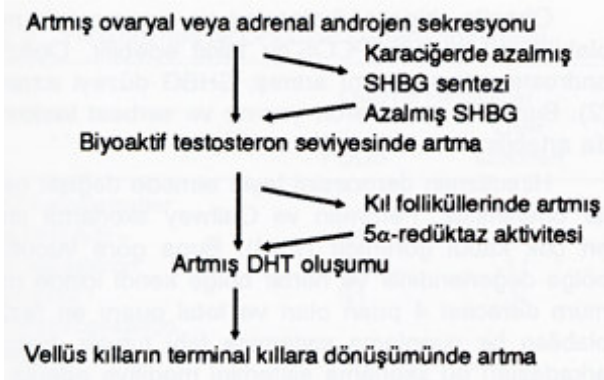 Artmış ovaryal veya adrenal androjen sekresyonu
Karaciğerde azalmış
SHBG sentezi
Azalmış SHBG
Biyoaktif testosteron seviyesinde artma
Kıl folliküllerinde artmış
5α-redüktaz aktivitesi
Artmış DHT oluşumu
Vellüs kılların terminal kıllara dönüşümünde artma